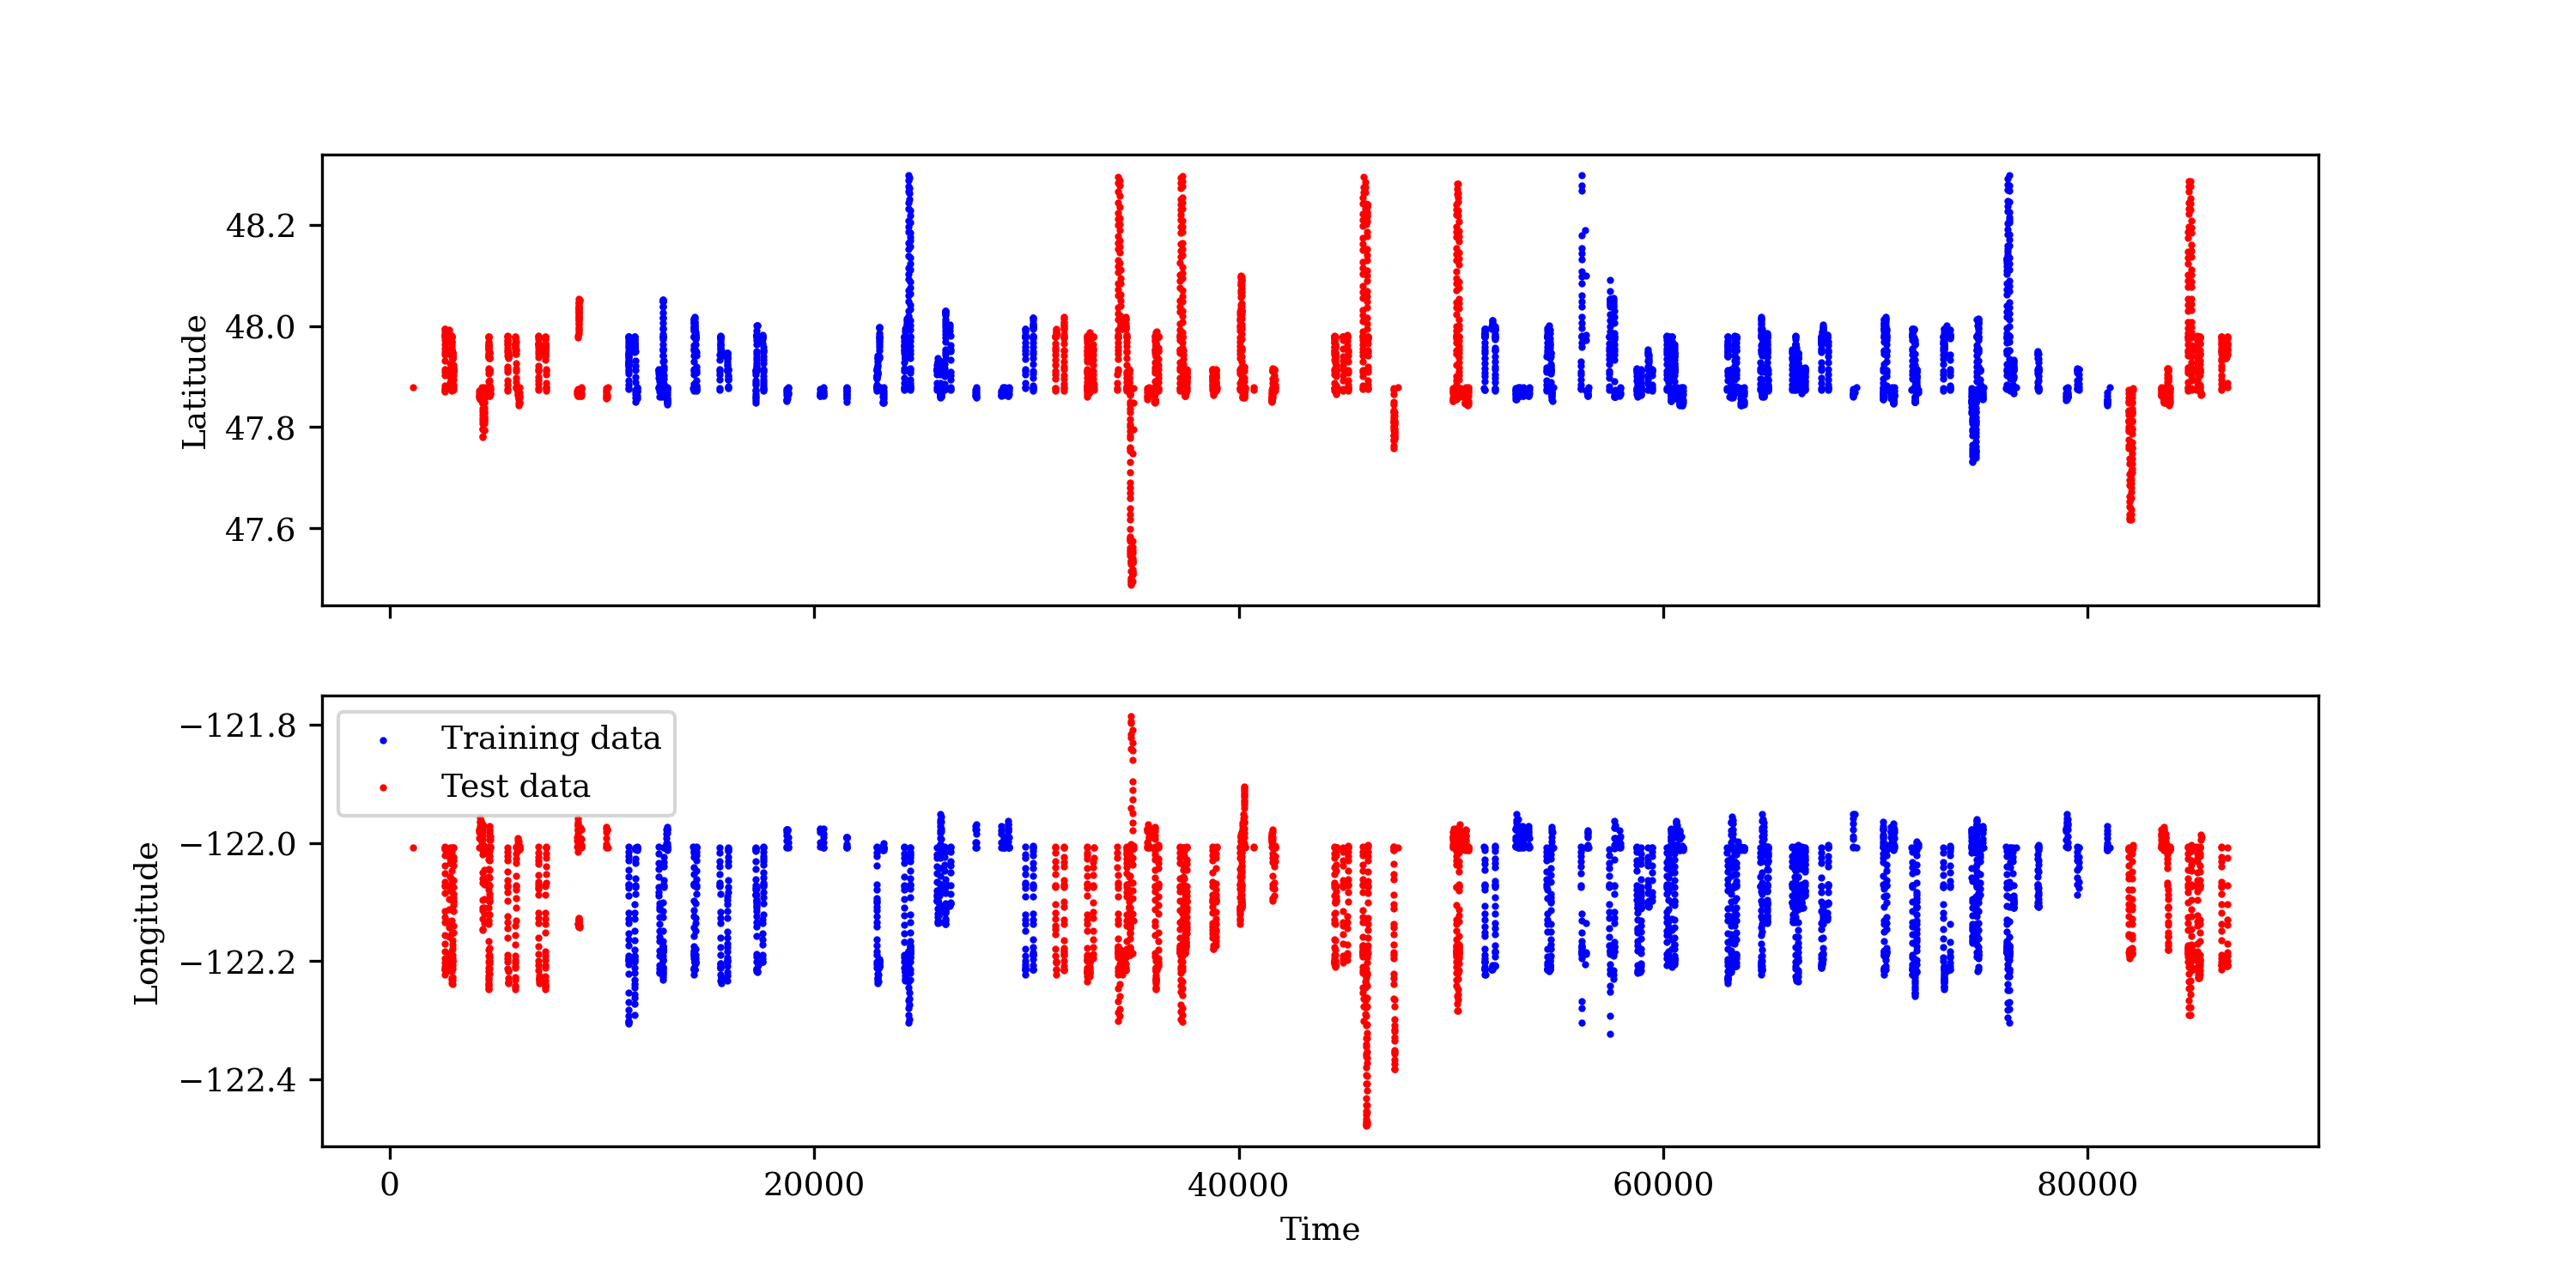 48.2
48.0
47.8
47.6
Latitude
−121.8
−122.0
−122.2
−122.4
Longitude
Training data
Test data
0
20000
40000
60000
80000
Time